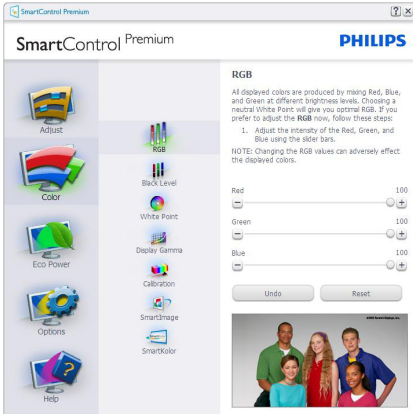 SmartControl Premium
?
×
SmartControl Premium
PHILIPS
Adjust
Color
Eco Power
Options
Help
RGB
Black Level
White Point
Display Gamma
Calibration
SmartImage
SmartKolor
RGB
All displayed colors are produced by mixing Red, Blue,
and Green at different brightness levels. Choosing a
neutral White Point will give you optimal RGB. If you
prefer to adjust the RGB now, follow these steps:
1. Adjust the intensity of the Red, Green, and
Blue using the slider bars.
NOTE: Changing the RGB values can adversely effect
the displayed colors.
Red 100
Green 100
Blue 100
Undo
Reset